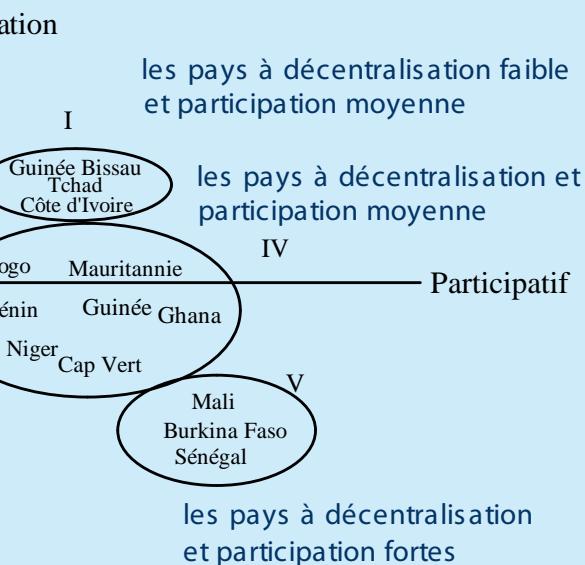 ation
les pays à décentralisation faible
et participation moyenne
I
Guinée Bissau
Tchad
Côte d'Ivoire
les pays à décentralisation et
participation moyenne
IV
ogo
Mauritannie
Participatif
énin
Guinée
Ghana
Niger
Cap Vert
V
Mali
Burkina Faso
Sénégal
les pays à décentralisation
et participation fortes